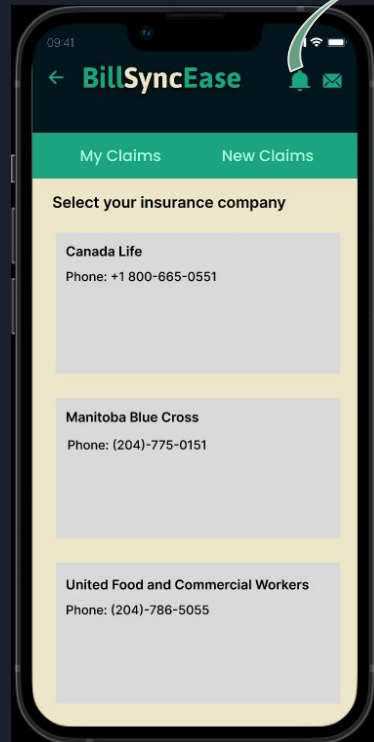 09:41
BillSyncEase
My Claims New Claims
Select your insurance company
Canada Life
Phone: +1 800-665-0551
Manitoba Blue Cross
Phone: (204)-775-0151
United Food and Commercial Workers
Phone: (204)-786-5055